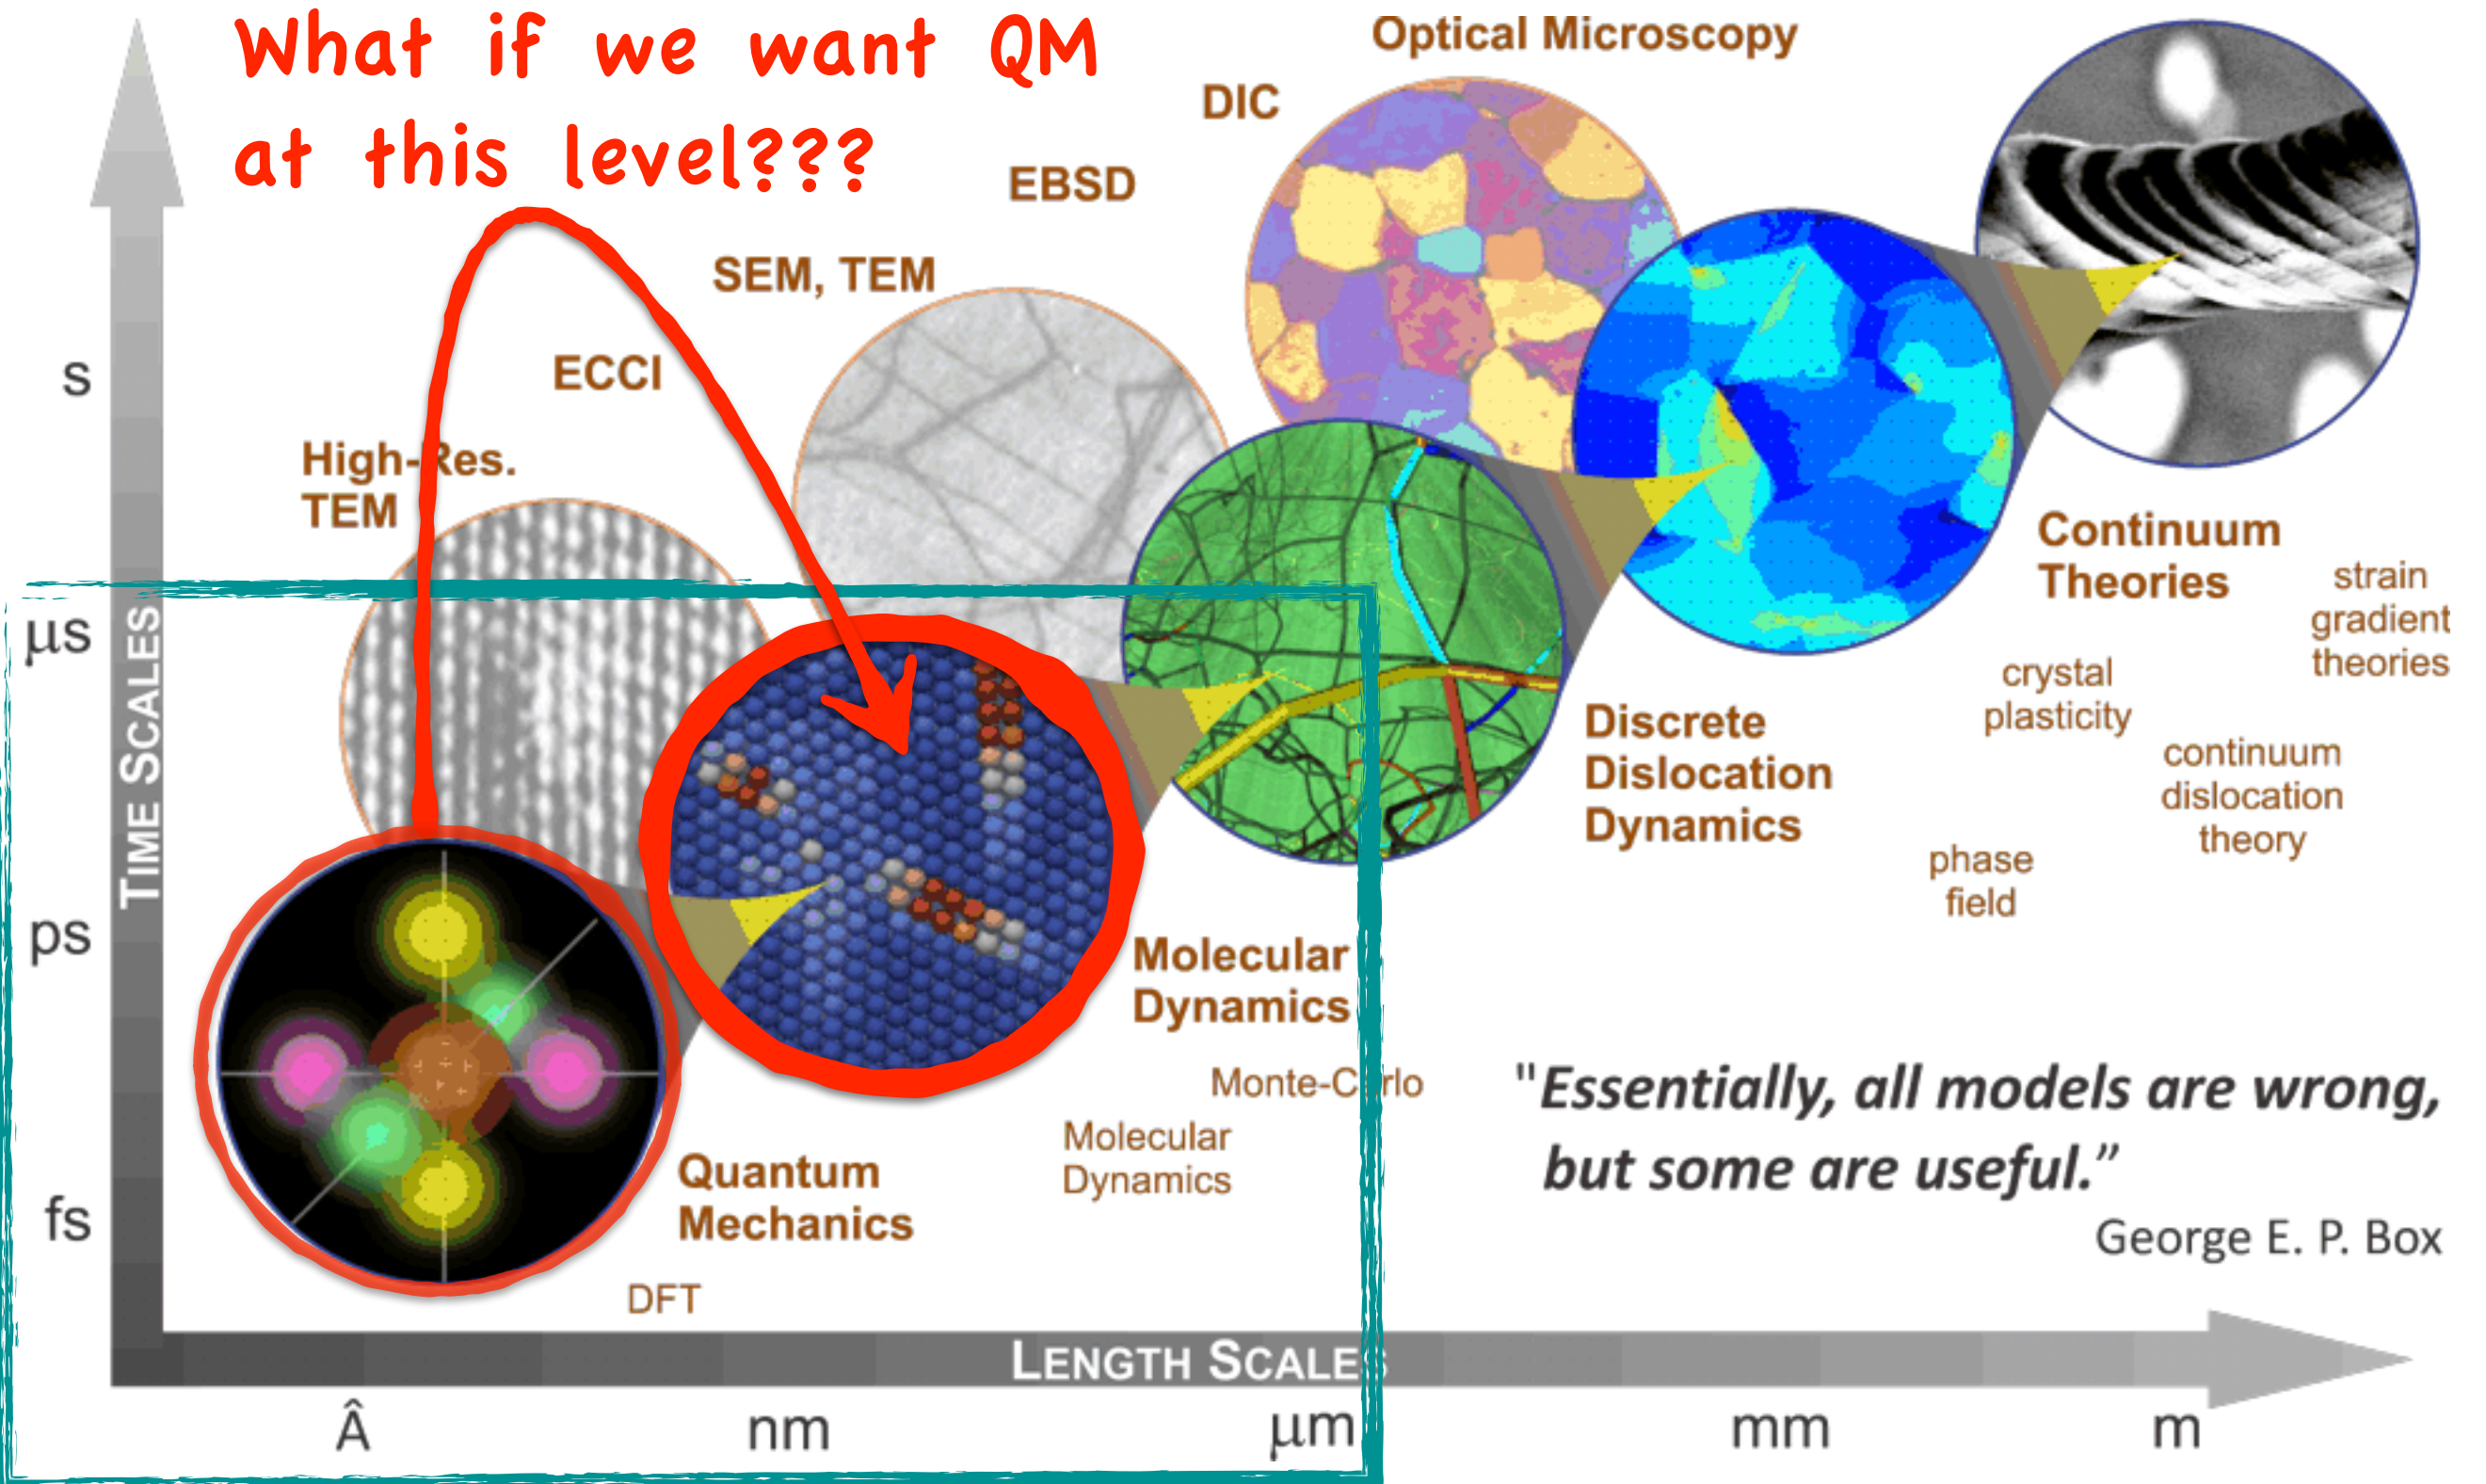 What if we want QM
at this level???
Optical Microscopy
DIC
EBSD
SEM, TEM
ECCI
High-Res.
TEM
s
μs
ps
fs
TIME SCALES
Continuum
Theories
strain
gradient
theories
crystal
plasticity
continuum
dislocation
theory
phase
field
Discrete
Dislocation
Dynamics
Molecular
Dynamics
Monte-Carlo
Molecular
Dynamics
Quantum
Mechanics
DFT
"Essentially, all models are wrong,
but some are useful.”
George E. P. Box
LENGTH SCALES
Â
nm
μm
mm
m